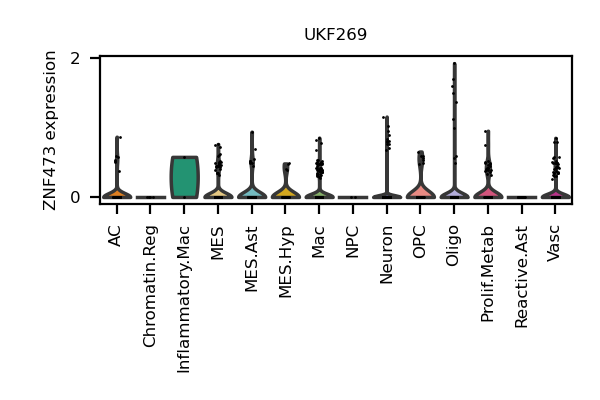 UKF269
ZNF473 expression
2
0
AC
Chromatin.Reg
Inflammatory.Mac
MES
MES.Ast
MES.Hyp
Mac
NPC
Neuron
OPC
Oligo
Prolif.Metab
Reactive.Ast
Vasc